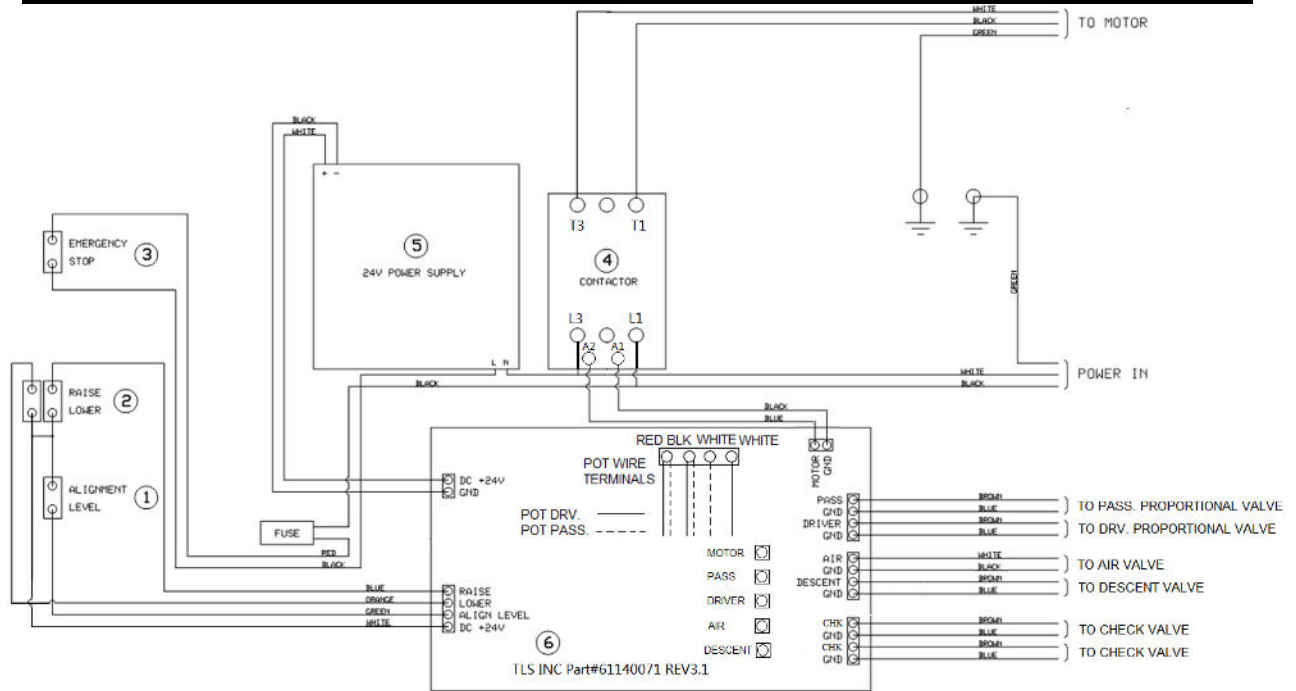 WHITE
BLACK
GREEN
TO MOTOR
BLACK
WHITE
+ -
5
24V POWER SUPPLY
L N
T3 T1
4
CONTACTOR
L3 L1
A2 A1
EMERGENCY
STOP
3
GREEN
RAISE
LOWER
2
BLACK
WHITE
BLACK
POWER IN
ALIGNMENT
LEVEL
1
BLACK
BLUE
RED BLK WHITE WHITE
POT WIRE
TERMINALS
MOTOR
GND
DC +24V
GND
POT DRV.
POT PASS.
FUSE
RED
BLACK
PASS BROWN
GND BLUE
TO PASS. PROPORTIONAL VALVE
DRIVER BROWN
GND BLUE
TO DRV. PROPORTIONAL VALVE
AIR WHITE
GND BLACK
TO AIR VALVE
DESCENT BROWN
GND BLUE
TO DESCENT VALVE
CHK BROWN
GND BLUE
TO CHECK VALVE
CHK BROWN
GND BLUE
TO CHECK VALVE
MOTOR
PASS
DRIVER
AIR
DESCENT
BLUE RAISE
ORANGE LOWER
GREEN ALIGN LEVEL
WHITE DC +24V
6
TLS INC Part#61140071 REV3.1